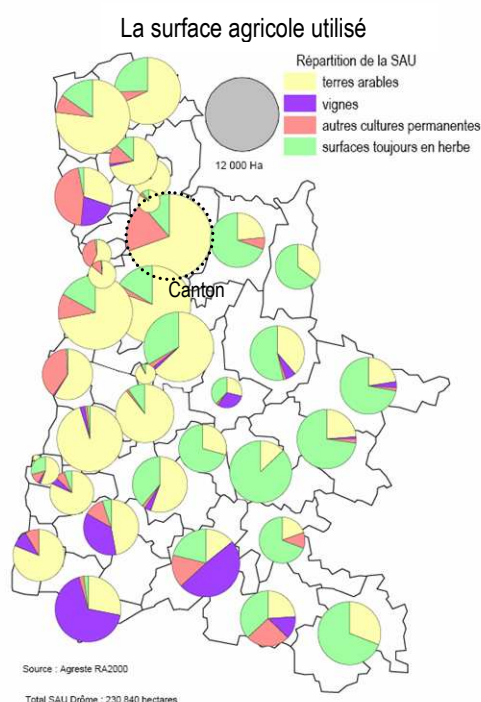 La surface agricole utilisé
Répartition de la SAU
terres arables
vignes
autres cultures permanentes
surfaces toujours en herbe
12 000 Ha
Canton
Source : Agreste RA2000
Total SAU Drôme : 230 840 hectares